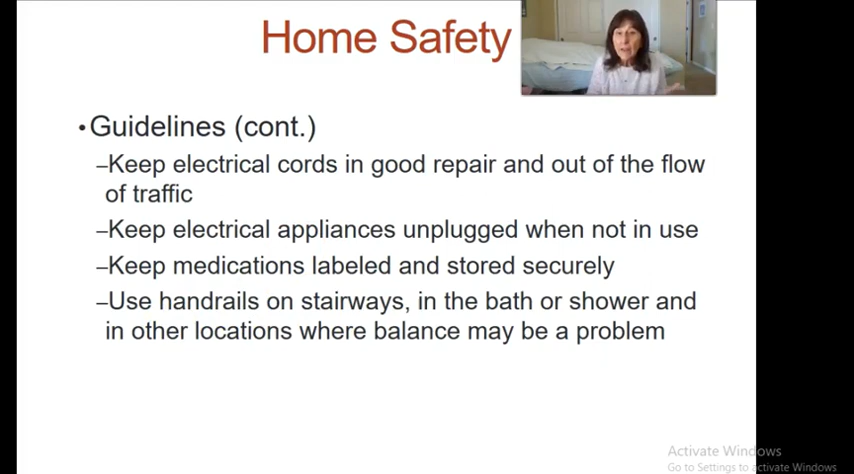 Home Safety
•Guidelines (cont.)
–Keep electrical cords in good repair and out of the flow
of traffic
–Keep electrical appliances unplugged when not in use
–Keep medications labeled and stored securely
–Use handrails on stairways, in the bath or shower and
in other locations where balance may be a problem
Activate Windows
Go to Settings to activate Windows